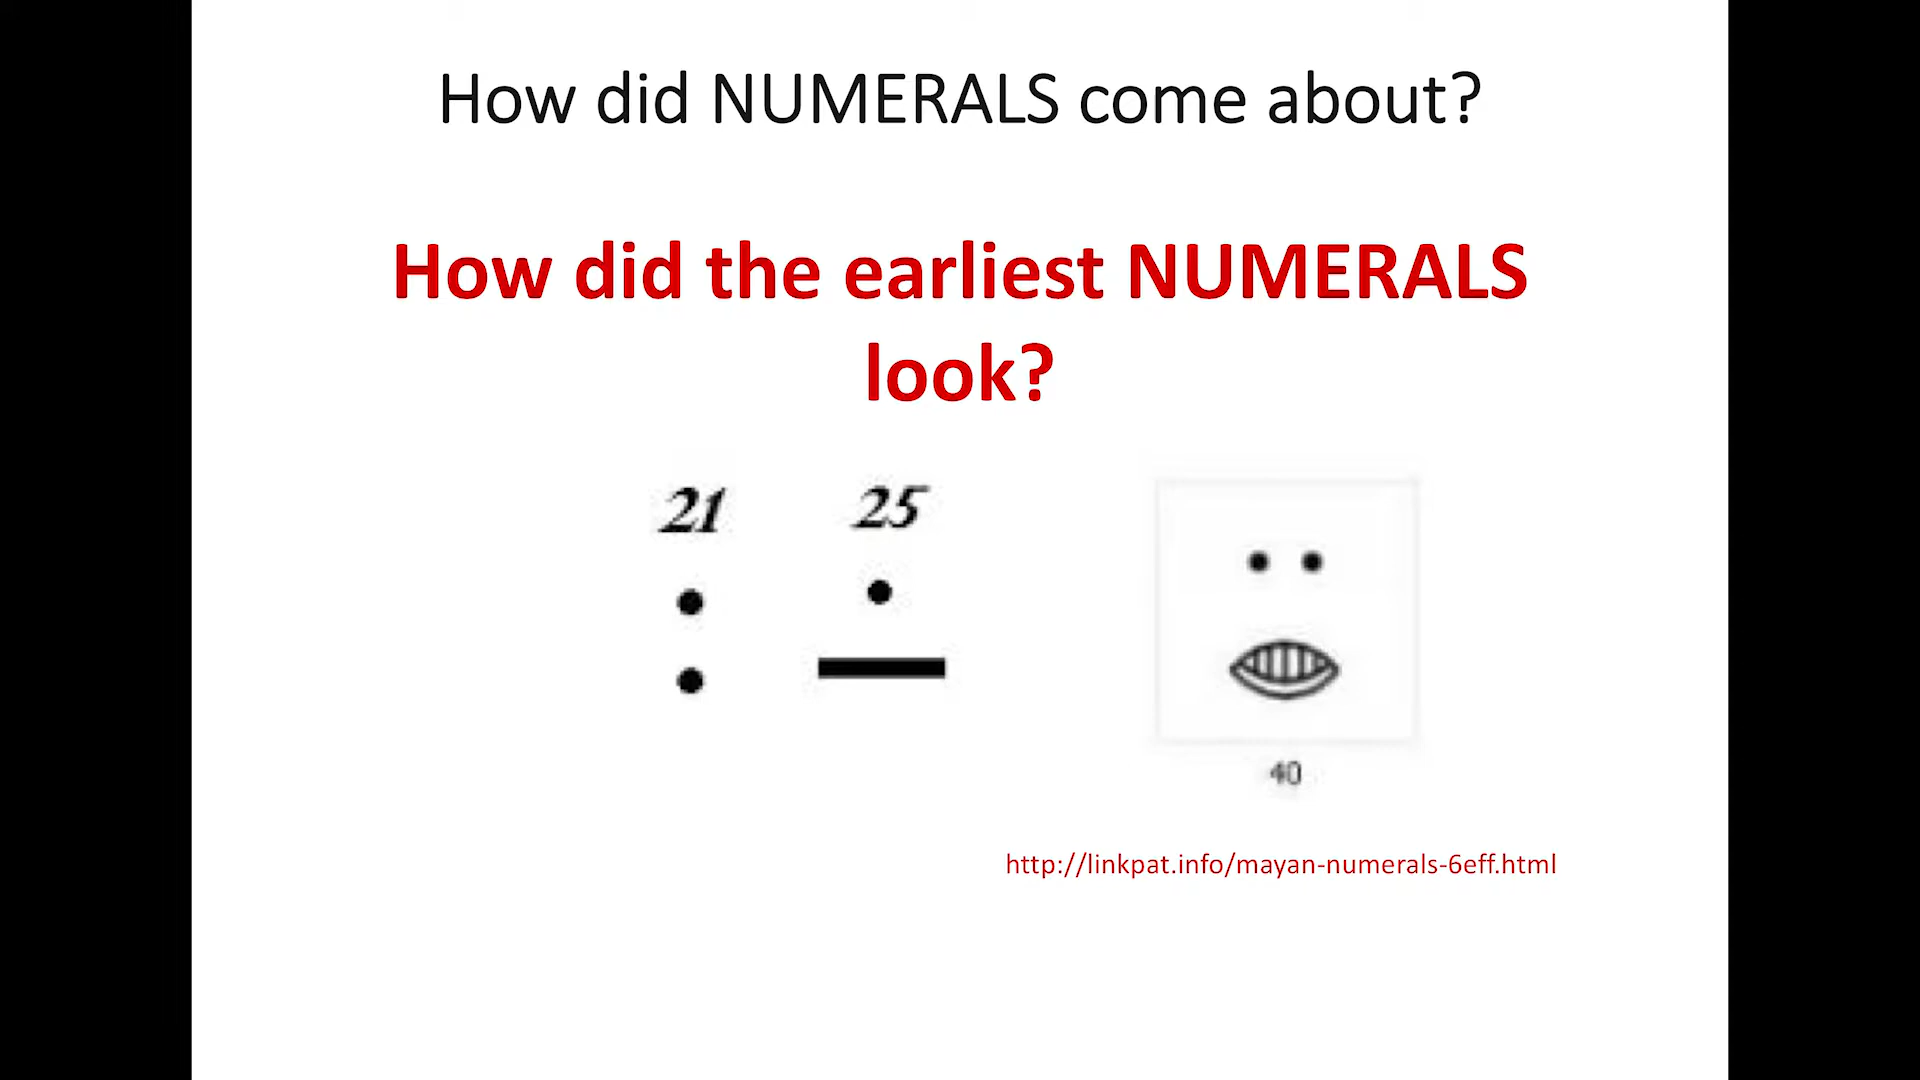 How did NUMERALS come about?
How did the earliest NUMERALS
look?
21 25
40
http://linkpat.info/mayan-numerals-6eff.html